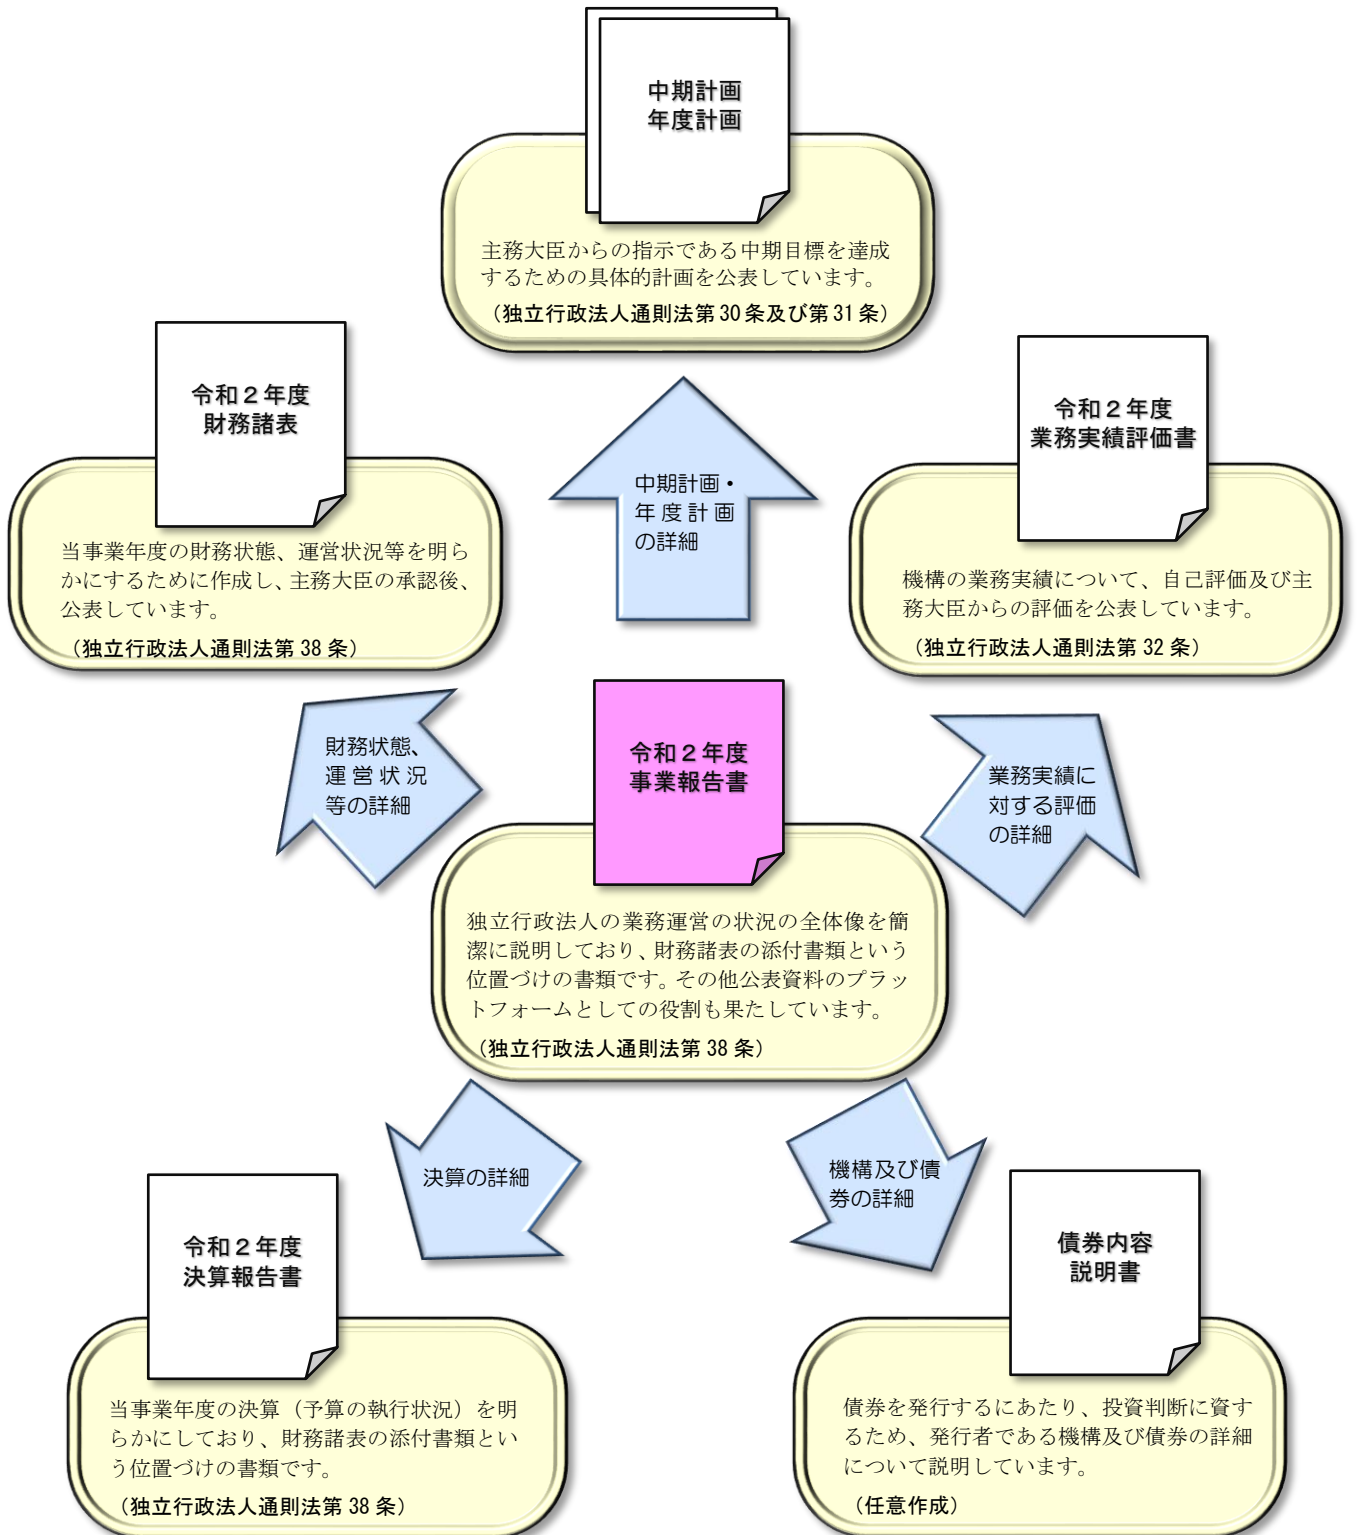 中期計画
年度計画
主務大臣からの指示である中期目標を達成
するための具体的計画を公表しています。
（独立行政法人通則法第 30 条及び第 31 条）
令和２年度
財務諸表
当事業年度の財務状態、運営状況等を明ら
かにするために作成し、主務大臣の承認後、
公表しています。
（独立行政法人通則法第 38 条）
中期計画・
年度計画
の詳細
令和２年度
業務実績評価書
機構の業務実績について、自己評価及び主
務大臣からの評価を公表しています。
（独立行政法人通則法第 32 条）
財務状態、
運営状況
等の詳細
令和２年度
事業報告書
独立行政法人の業務運営の状況の全体像を簡
潔に説明しており、財務諸表の添付書類という
位置づけの書類です。その他公表資料のプラッ
トフォームとしての役割も果たしています。
（独立行政法人通則法第 38 条）
業務実績に
対する評価
の詳細
決算の詳細
機構及び債
券の詳細
令和２年度
決算報告書
当事業年度の決算（予算の執行状況）を明
らかにしており、財務諸表の添付書類とい
う位置づけの書類です。
（独立行政法人通則法第 38 条）
債券内容
説明書
債券を発行するにあたり、投資判断に資す
るため、発行者である機構及び債券の詳細
について説明しています。
（任意作成）